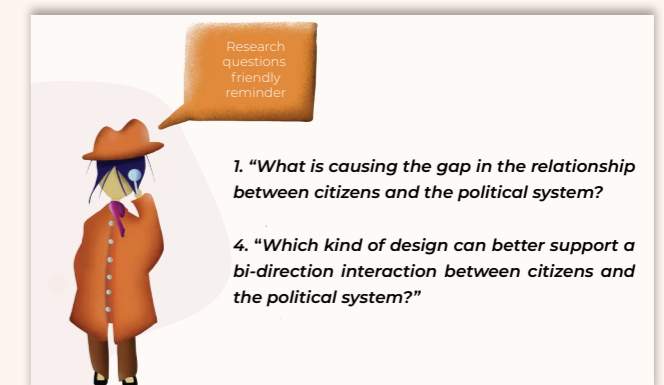 Research
questions
friendly
reminder
1. “What is causing the gap in the relationship
between citizens and the political system?
4. “Which kind of design can better support a
bi-direction interaction between citizens and
the political system?”